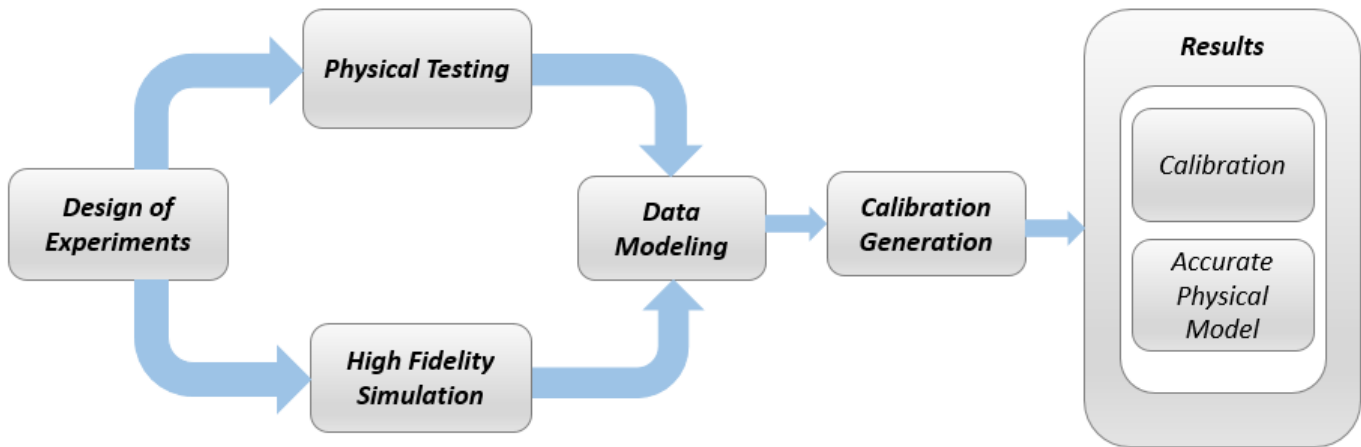 Design of
Experiments
Physical Testing
High Fidelity
Simulation
Data
Modeling
Calibration
Generation
Results
Calibration
Accurate
Physical
Model